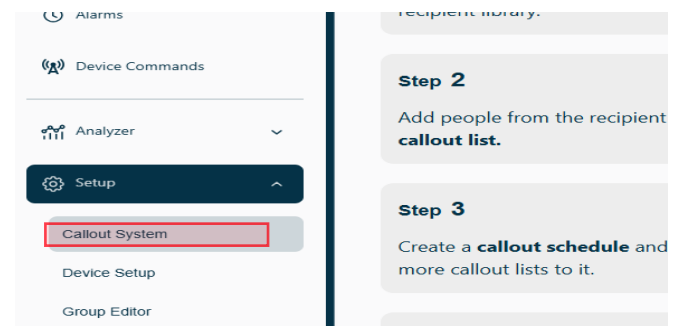 Alarms
Device Commands
Analyzer
Setup
Callout System
Device Setup
Group Editor
recipient library.
Step 2
Add people from the recipient
callout list.
Step 3
Create a callout schedule and
more callout lists to it.